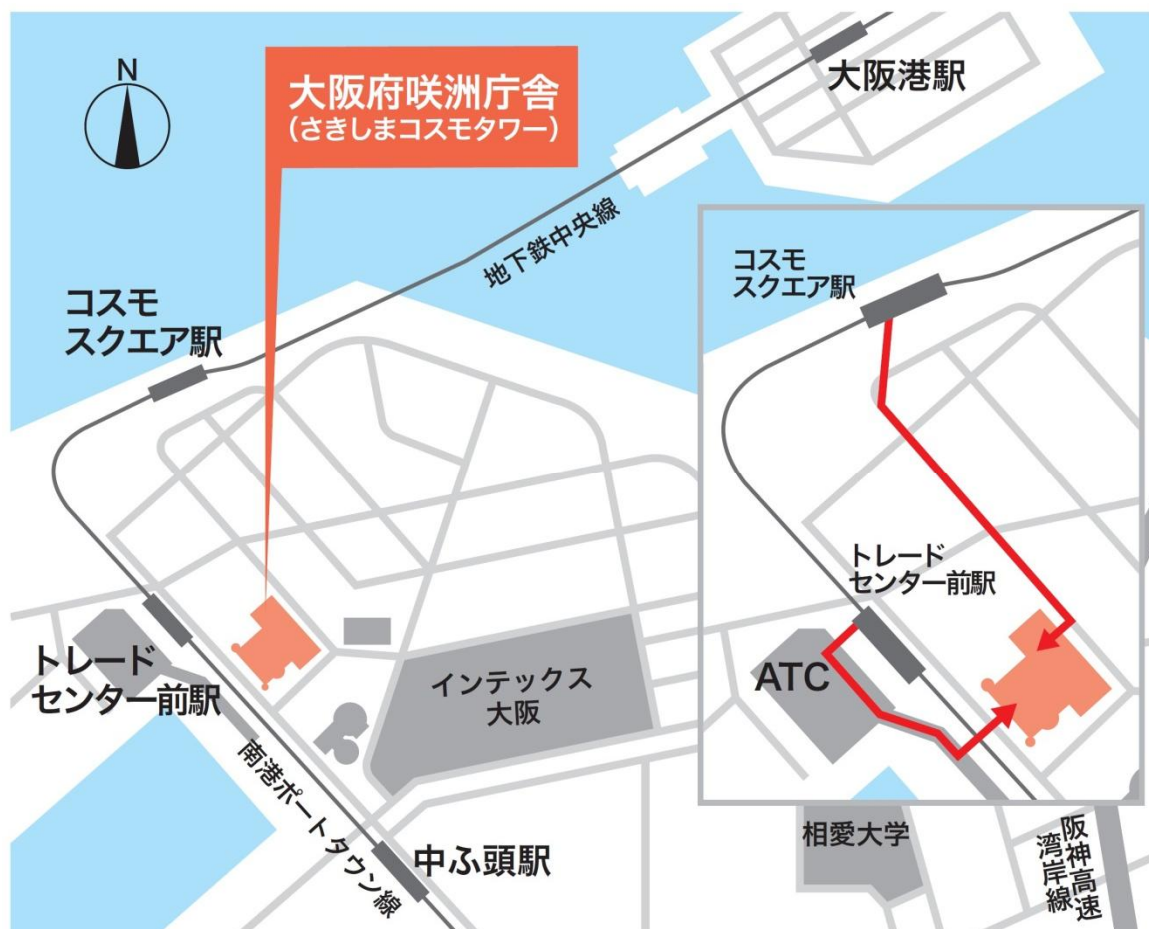 N
大阪府咲洲庁舎
(さきしまコスモタワー)
大阪港駅
地下鉄中央線
コスモ
スクエア駅
コスモ
スクエア駅
トレード
センター前駅
ATC
トレード
センター前駅
インテックス
大阪
南港ポートタウン線
中ふ頭駅
相愛大学
阪神高速
湾岸線